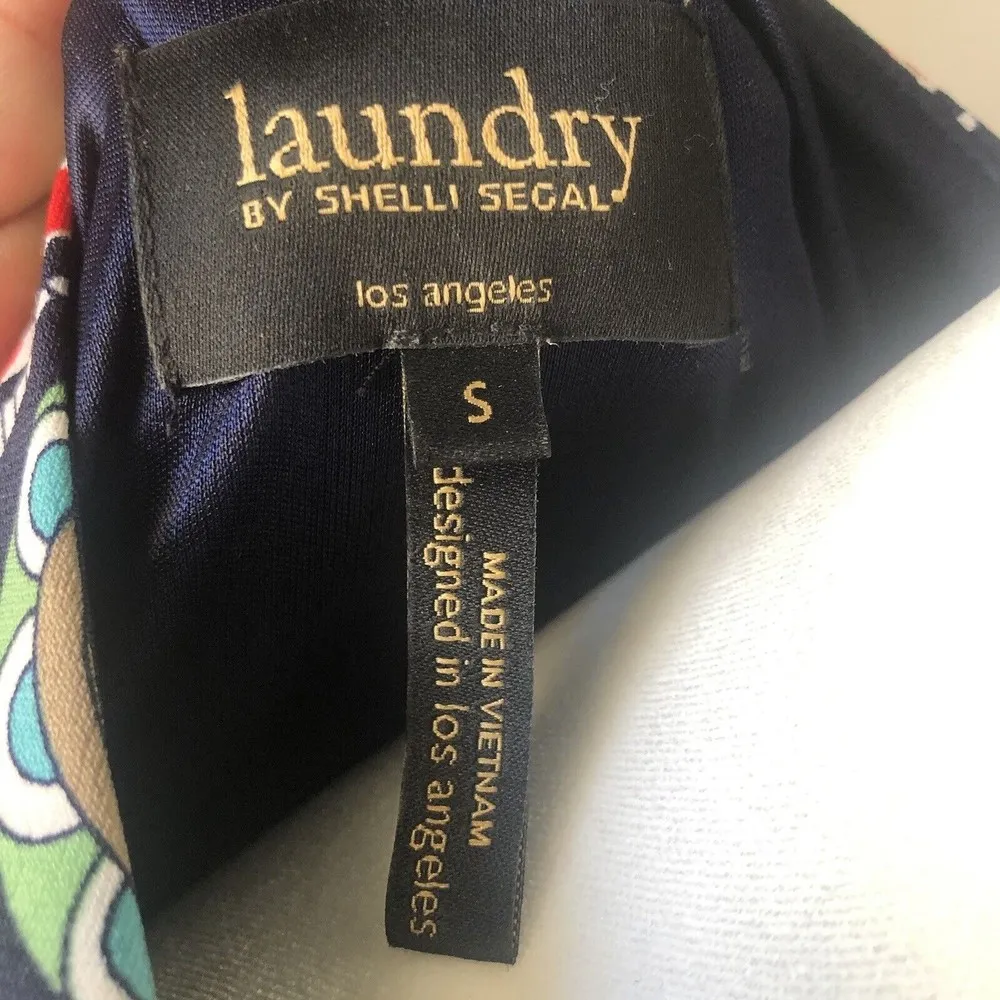 laundry
BY SHELLI SEGAL
los angeles
S
MADE IN VIETNAM
designed in los angeles